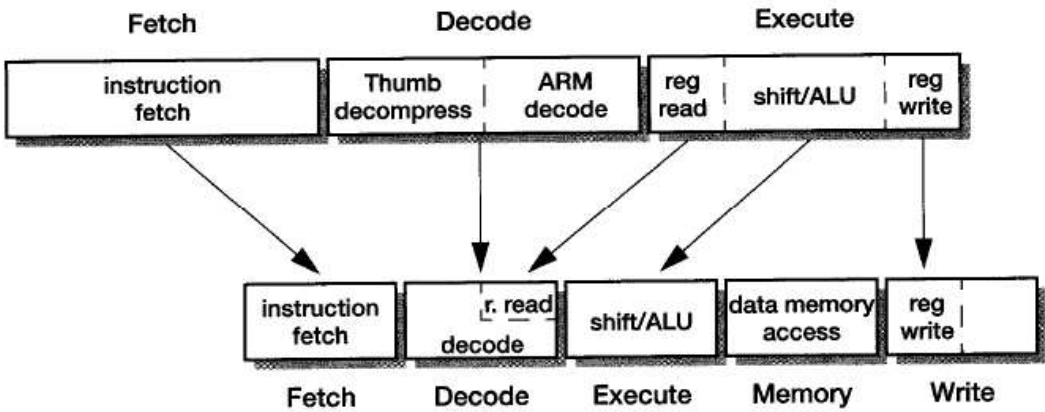 Fetch
Decode
Execute
instruction
fetch
Thumb
decompress
ARM
decode
reg
read
shift/ALU
reg
write
instruction
fetch
r. read
decode
shift/ALU
data memory
access
reg
write
Fetch
Decode
Execute
Memory
Write